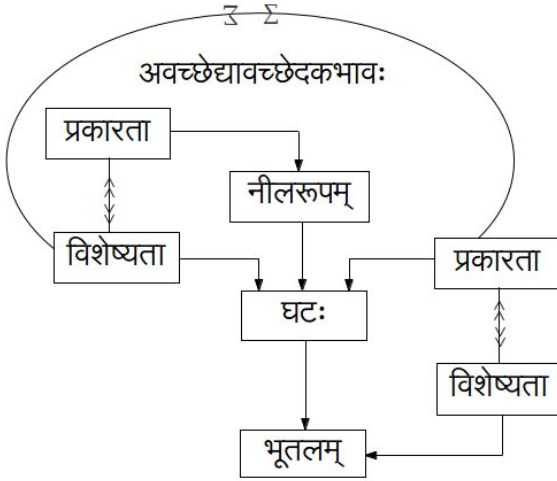 Σ Σ
अवच्छेद्यावच्छेदकभावः
प्रकारता
नीलरूपम्
विशेष्यता
प्रकारता
घटः
विशेष्यता
भूतलम्